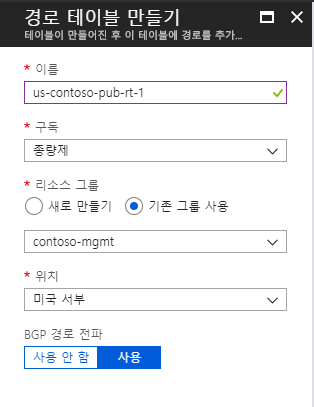 경로 테이블 만들기
테이블이 만들어진 후 이 테이블에 경로를 추가...
* 이름
us-contoso-pub-rt-1
* 구독
종량제
* 리소스 그룹
새로 만들기 기존 그룹 사용
contoso-mgmt
* 위치
미국 서부
BGP 경로 전파
사용 안 함 사용